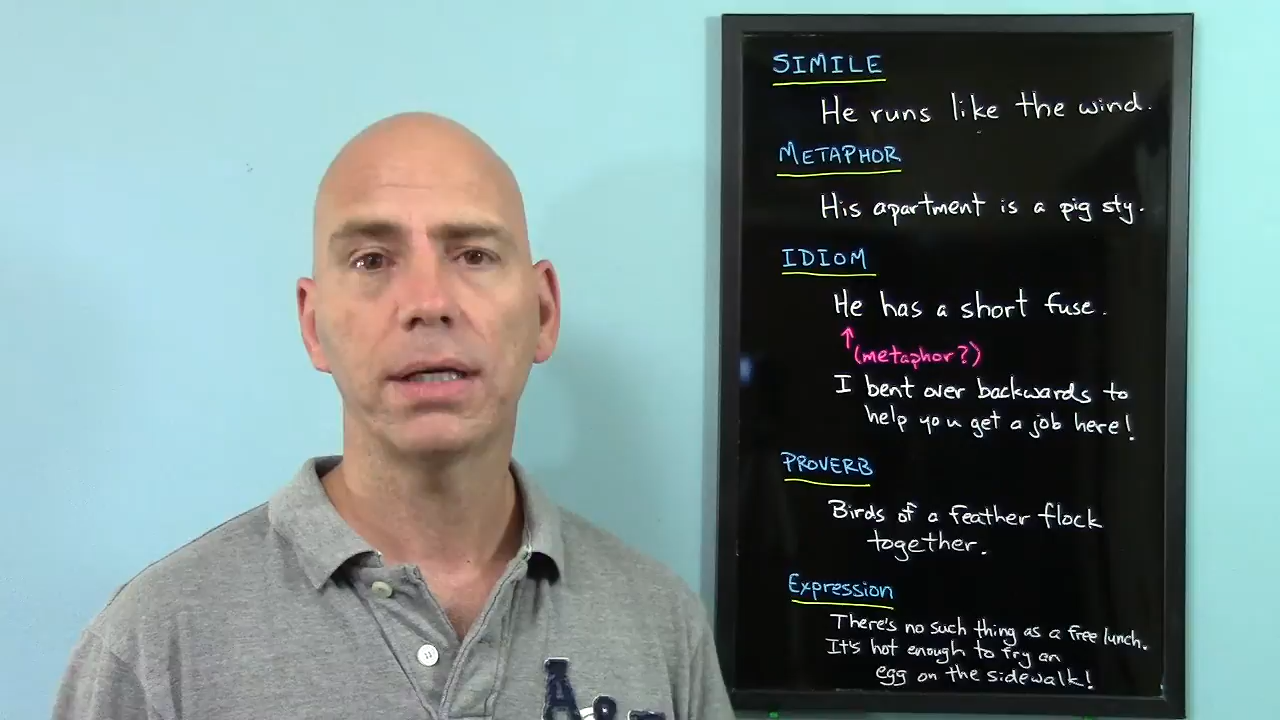 SIMILE
He runs like the wind.
METAPHOR
His apartment is a pig sty.
IDIOM
He has a short fuse.
(metaphor?)
I bent over backwards to
help you get a job here!
PROVERB
Birds of a feather flock
together.
Expression
There's no such thing as a free lunch.
It's hot enough to fry an
egg on the sidewalk!
A &